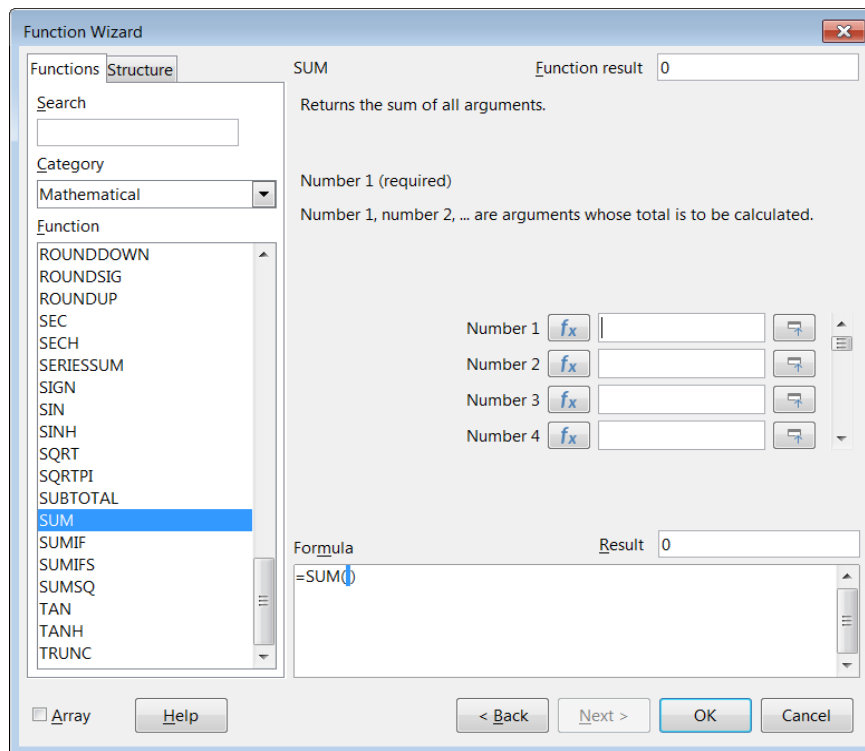 Function Wizard
Functions
Structure
Search
Category
Mathematical
Function
ROUNDDOWN
ROUNDSIG
ROUNDUP
SEC
SECH
SERIESSUM
SIGN
SIN
SINH
SQRT
SQRTPI
SUBTOTAL
SUM
SUMIF
SUMIFS
SUMSQ
TAN
TANH
TRUNC
SUM
Function result 0
Returns the sum of all arguments.
Number 1 (required)
Number 1, number 2, ... are arguments whose total is to be calculated.
Number 1 fx
Number 2 fx
Number 3 fx
Number 4 fx
Formula
Result 0
=SUM()
Array
Help
< Back
Next >
OK
Cancel